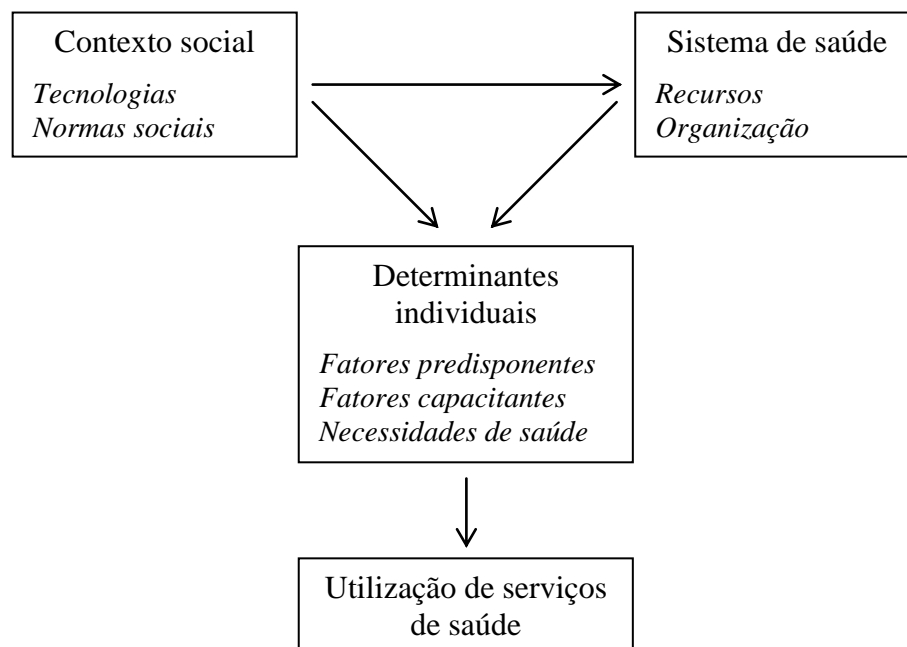 Contexto social
Tecnologias
Normas sociais
Sistema de saúde
Recursos
Organização
Determinantes
individuais
Fatores predisponentes
Fatores capacitantes
Necessidades de saúde
Utilização de serviços
de saúde